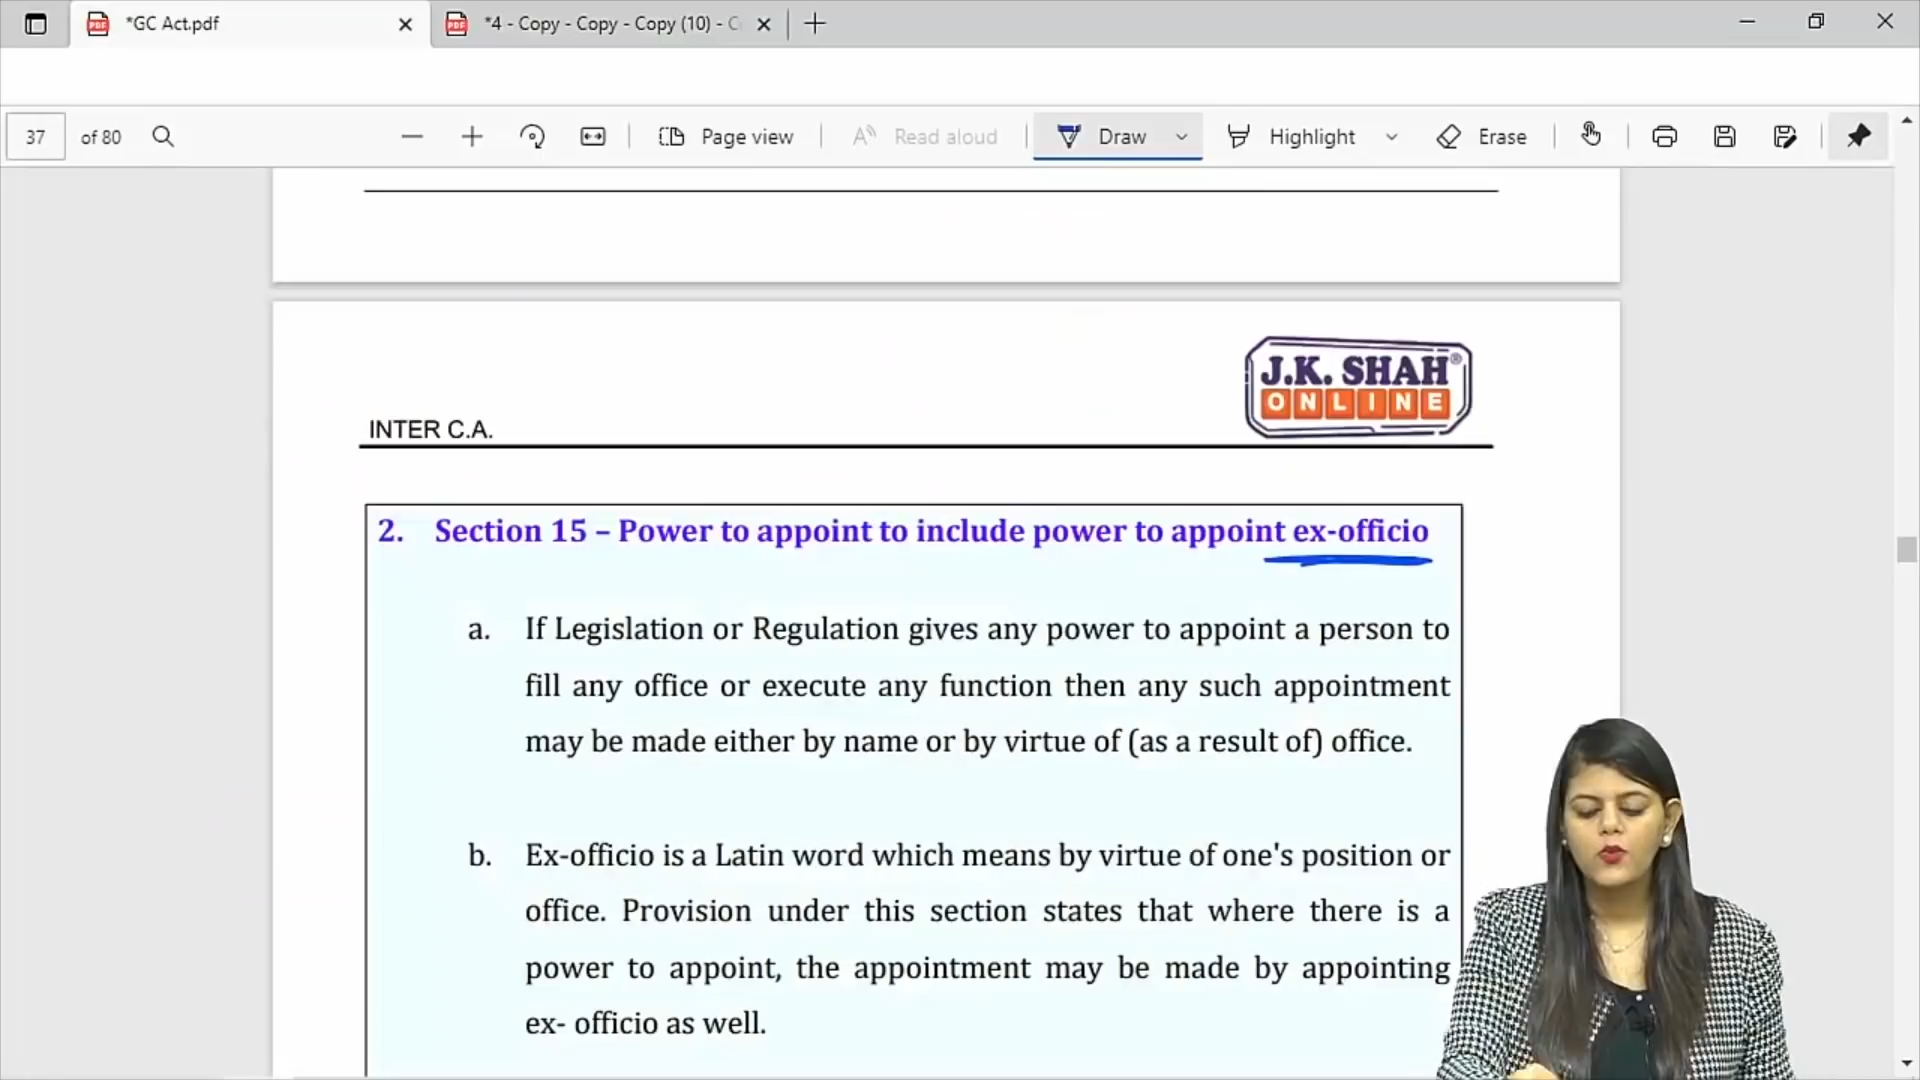 *GC Act.pdf
*4 - Copy - Copy - Copy (10) - C
37 of 80
Page view
Read aloud
Draw
Highlight
Erase
J.K. SHAH®
ONLINE
INTER C.A.
2. Section 15 – Power to appoint to include power to appoint ex-officio
a. If Legislation or Regulation gives any power to appoint a person to
fill any office or execute any function then any such appointment
may be made either by name or by virtue of (as a result of) office.
b. Ex-officio is a Latin word which means by virtue of one's position or
office. Provision under this section states that where there is a
power to appoint, the appointment may be made by appointing
ex- officio as well.